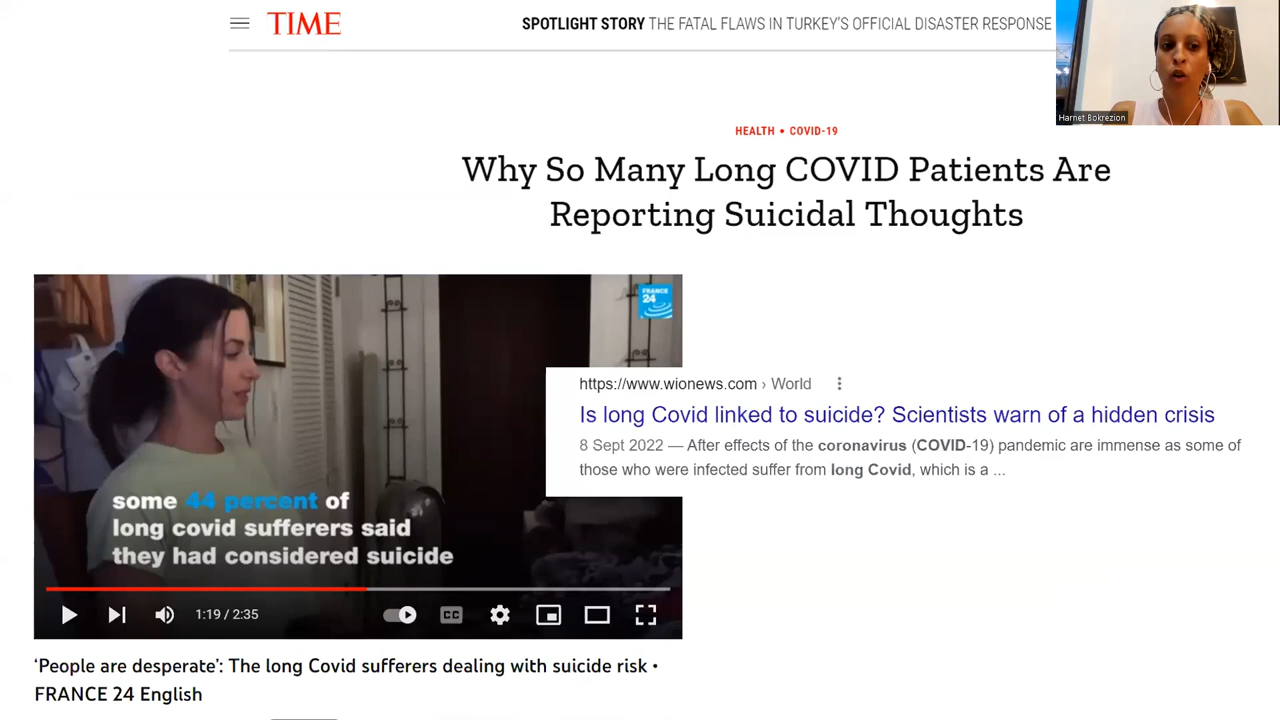 TIME
SPOTLIGHT STORY THE FATAL FLAWS IN TURKEY'S OFFICIAL DISASTER RESPONSE
Harnet Bokrezion
HEALTH • COVID-19
Why So Many Long COVID Patients Are
Reporting Suicidal Thoughts
FRANCE
24
https://www.wionews.com › World
Is long Covid linked to suicide? Scientists warn of a hidden crisis
8 Sept 2022 — After effects of the coronavirus (COVID-19) pandemic are immense as some of
those who were infected suffer from long Covid, which is a ...
some 44 percent of
long covid sufferers said
they had considered suicide
1:19 / 2:35
CC
‘People are desperate’: The long Covid sufferers dealing with suicide risk •
FRANCE 24 English